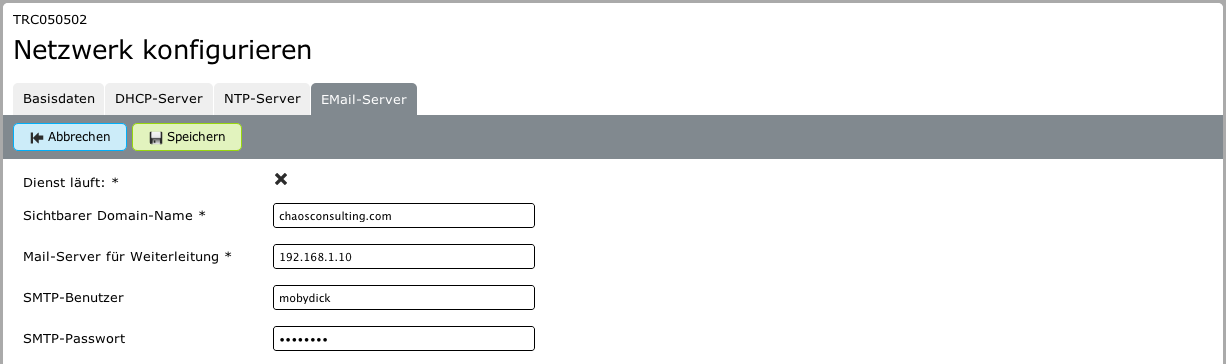 TRC050502
Netzwerk konfigurieren
Basisdaten DHCP-Server NTP-Server EMail-Server
Abbrechen Speichern
Dienst läuft: *
Sichtbarer Domain-Name * chaosconsulting.com
Mail-Server für Weiterleitung * 192.168.1.10
SMTP-Benutzer mobydick
SMTP-Passwort ••••••••